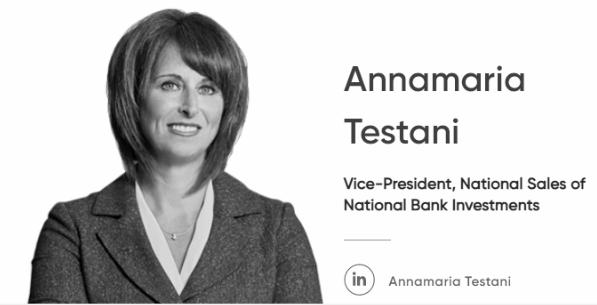 Annamaria
Testani
Vice-President, National Sales of
National Bank Investments
in
Annamaria Testani